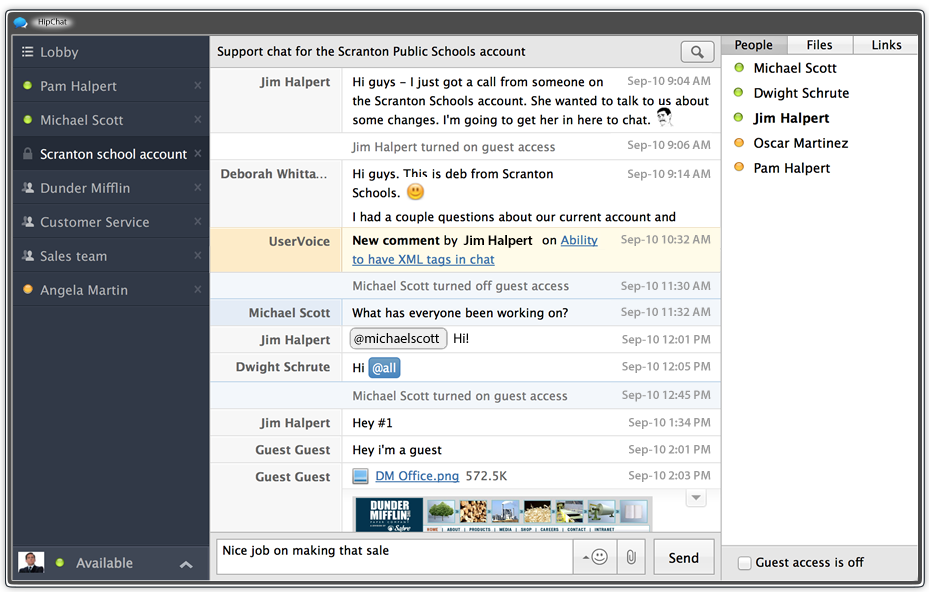 HipChat
Lobby
Pam Halpert
Michael Scott
Scranton school account
Dunder Mifflin
Customer Service
Sales team
Angela Martin
Available
Support chat for the Scranton Public Schools account
Jim Halpert Hi guys – I just got a call from someone on Sep-10 9:04 AM
the Scranton Schools account. She wanted to talk to us about
some changes. I'm going to get her in here to chat.
Jim Halpert turned on guest access Sep-10 9:06 AM
Deborah Whitta... Hi guys. This is deb from Scranton Sep-10 9:14 AM
Schools.
I had a couple questions about our current account and
UserVoice New comment by Jim Halpert on Ability Sep-10 10:32 AM
to have XML tags in chat
Michael Scott turned off guest access Sep-10 11:30 AM
Michael Scott What has everyone been working on? Sep-10 11:32 AM
Jim Halpert @michaelscott Hi! Sep-10 12:01 PM
Dwight Schrute Hi @all Sep-10 12:05 PM
Michael Scott turned on guest access Sep-10 12:45 PM
Jim Halpert Hey #1 Sep-10 1:34 PM
Guest Guest Hey i'm a guest Sep-10 2:01 PM
Guest Guest DM Office.png 572.5K Sep-10 2:03 PM
DUNDER
MIFFLIN
PAPER COMPANY
Sabre
HOME | ABOUT | PRODUCTS | MEDIA | SHOP | CAREERS | CONTACT | INTRANET
Nice job on making that sale
Send
People Files Links
Michael Scott
Dwight Schrute
Jim Halpert
Oscar Martinez
Pam Halpert
Guest access is off